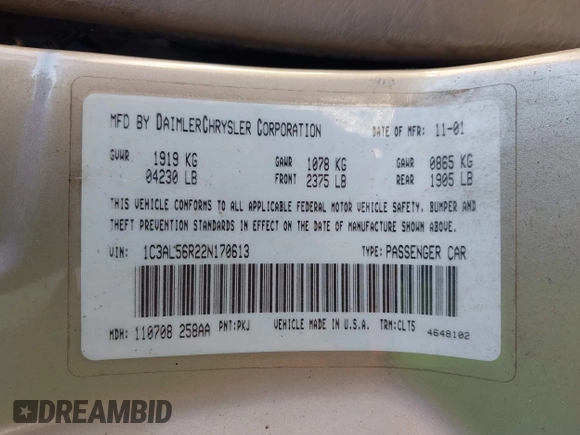 MFD BY DAIMLERCHRYSLER CORPORATION DATE OF MFR: 11-01
GVWR 1919 KG GAWR 1078 KG GAWR 0865 KG
04230 LB FRONT 2375 LB REAR 1905 LB
THIS VEHICLE CONFORMS TO ALL APPLICABLE FEDERAL MOTOR VEHICLE SAFETY, BUMPER AND
THEFT PREVENTION STANDARDS IN EFFECT ON THE DATE OF MANUFACTURE SHOWN ABOVE.
VIN: 1C3AL56R22N170613 TYPE: PASSENGER CAR
MDH: 110708 258AA PNT:PKJ VEHICLE MADE IN U.S.A. TRM:CLTS 4648102
DREAMBID